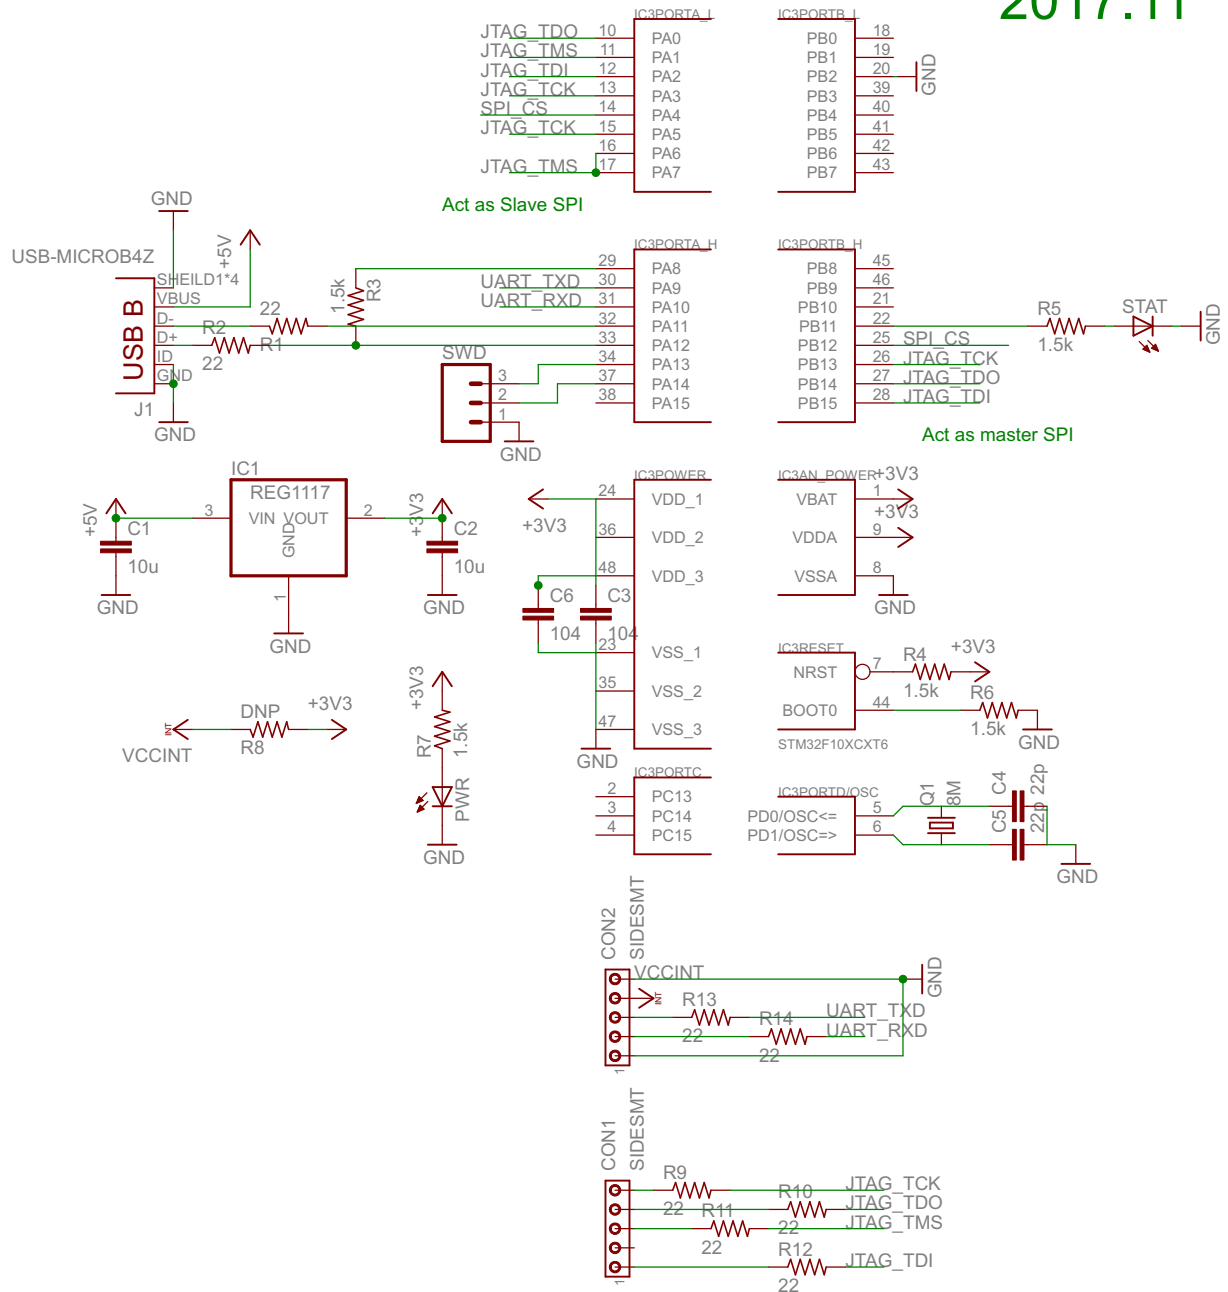 2017.11
IC3PORTA_L
JTAG_TDO 10 PA0
JTAG_TMS 11 PA1
JTAG_TDI 12 PA2
JTAG_TCK 13 PA3
SPI_CS 14 PA4
JTAG_TCK 15 PA5
16 PA6
JTAG_TMS 17 PA7
Act as Slave SPI
IC3PORTB_L
PB0 18
PB1 19
PB2 20 GND
PB3 39
PB4 40
PB5 41
PB6 42
PB7 43
GND
+5V
USB-MICROB4Z
USB B
SHEILD1*4
VBUS
D-
D+
ID
GND
J1
GND
22
R2
R1
22
1.5k
R3
IC3PORTA_H
29 PA8
UART_TXD 30 PA9
UART_RXD 31 PA10
32 PA11
33 PA12
34 PA13
37 PA14
38 PA15
SWD
3
2
1
GND
IC3PORTB_H
PB8 45
PB9 46
PB10 21
PB11 22
PB12 25 SPI_CS
PB13 26 JTAG_TCK
PB14 27 JTAG_TDO
PB15 28 JTAG_TDI
R5
1.5k
STAT
GND
Act as master SPI
IC1
REG1117
3 VIN VOUT 2
GND
1
GND
+5V
C1
10u
GND
+3V3
C2
10u
GND
IC3POWER
24 VDD_1
36 VDD_2
48 VDD_3
23 VSS_1
35 VSS_2
47 VSS_3
+3V3
C6
104
C3
104
GND
IC3AN_POWER
VBAT 1 +3V3
VDDA 9 +3V3
VSSA 8
GND
IC3RESET
NRST 7
BOOT0 44
STM32F10XCXT6
R4
1.5k
+3V3
R6
1.5k
GND
INT
VCCINT
DNP
R8
+3V3
+3V3
R7
1.5k
PWR
GND
IC3PORTC
2 PC13
3 PC14
4 PC15
IC3PORTD/OSC
PD0/OSC<= 5
PD1/OSC=> 6
Q1
8M
C4
22p
C5
22p
GND
CON2
SIDESMT
VCCINT
INT
R13
22
UART_TXD
R14
22
UART_RXD
GND
1
CON1
SIDESMT
R9
22
JTAG_TCK
R10
22
JTAG_TDO
R11
22
JTAG_TMS
R12
22
JTAG_TDI
1